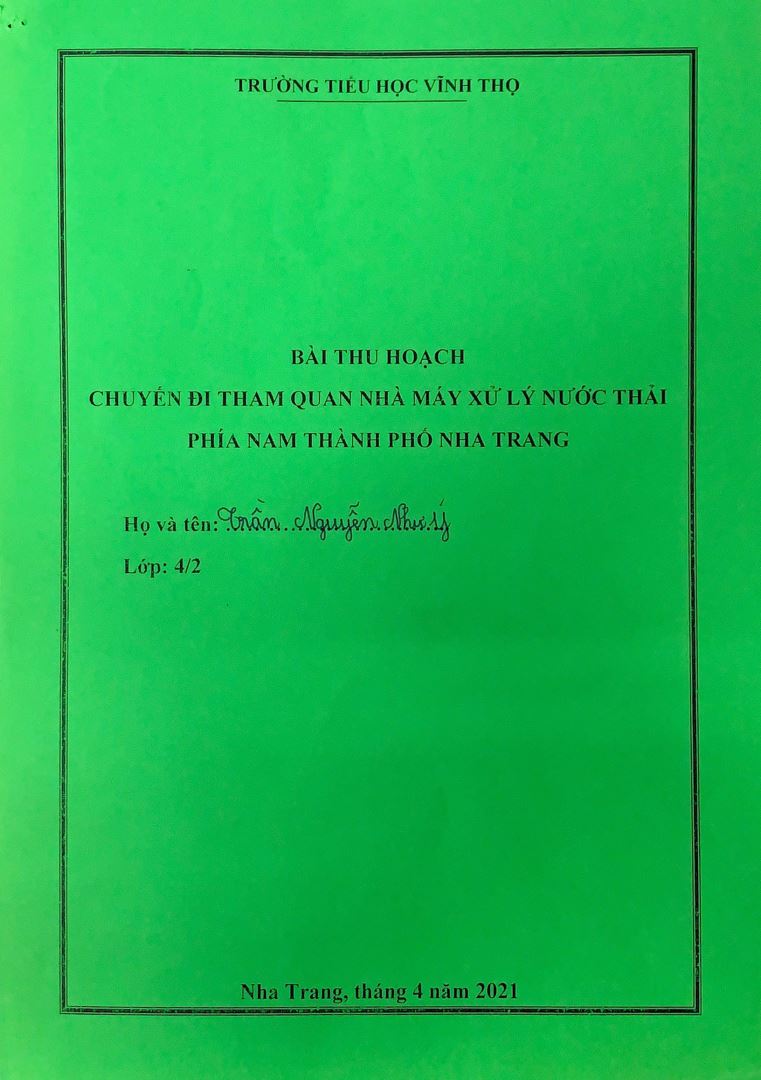 TRƯỜNG TIỂU HỌC VĨNH THỌ
BÀI THU HOẠCH
CHUYẾN ĐI THAM QUAN NHÀ MÁY XỬ LÝ NƯỚC THẢI
PHÍA NAM THÀNH PHỐ NHA TRANG
Họ và tên: Trần Nguyễn Như Ý
Lớp: 4/2
Nha Trang, tháng 4 năm 2021